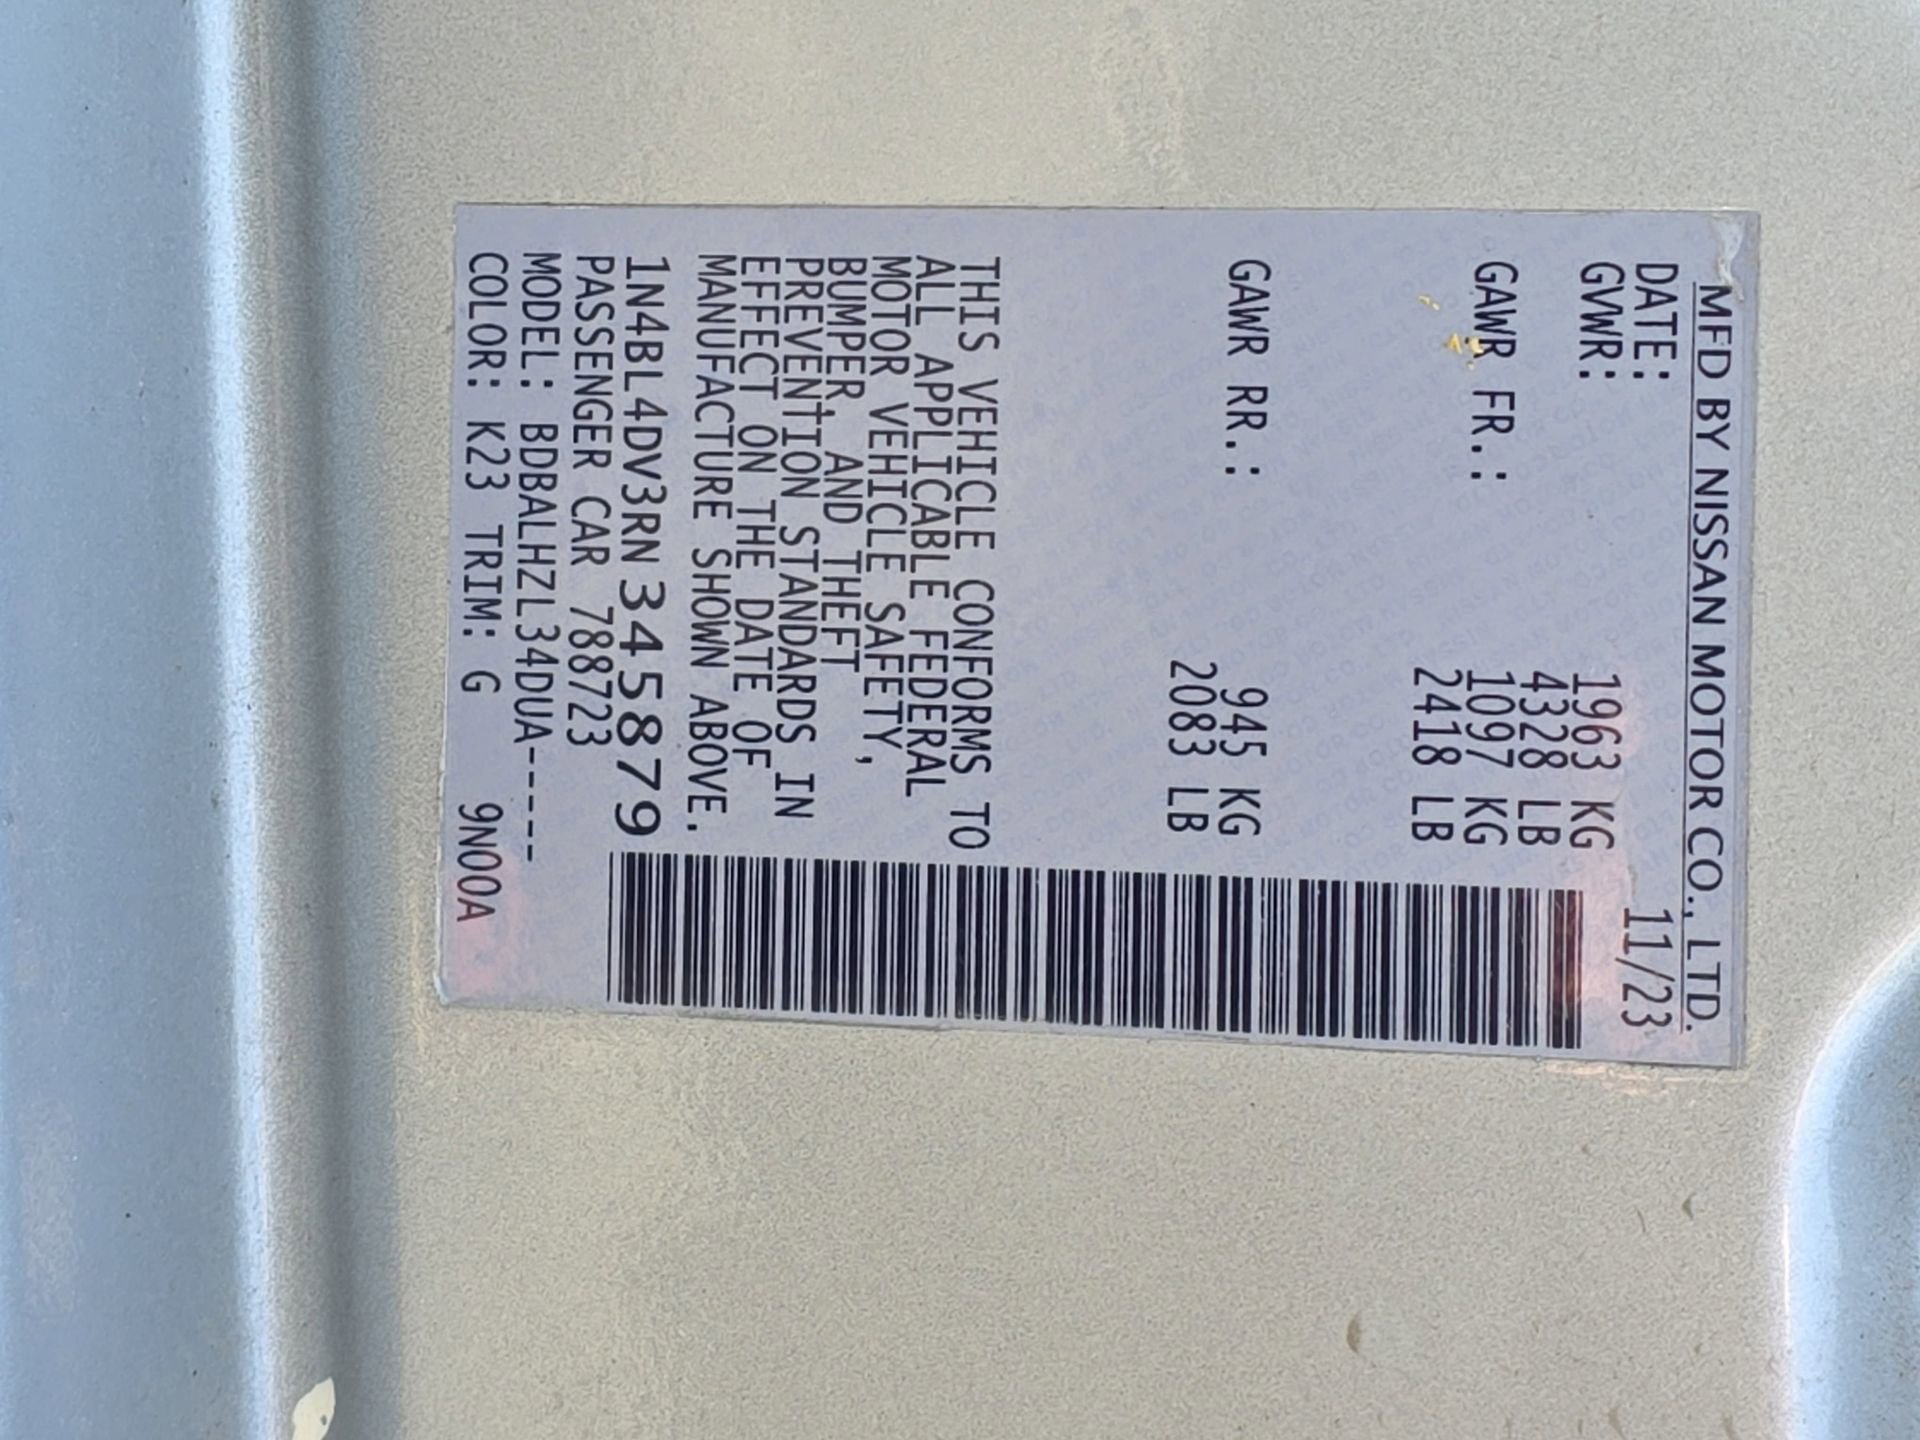 MFD BY NISSAN MOTOR CO., LTD.
DATE: 11/23
GVWR: 1963 KG
4328 LB
GAWR FR.: 1097 KG
2418 LB
GAWR RR.: 945 KG
2083 LB
THIS VEHICLE CONFORMS TO
ALL APPLICABLE FEDERAL
MOTOR VEHICLE SAFETY,
BUMPER, AND THEFT
PREVENTION STANDARDS IN
EFFECT ON THE DATE OF
MANUFACTURE SHOWN ABOVE.
1N4BL4DV3RN345879
PASSENGER CAR 788723
MODEL: BDBALHZL34DUA-----
COLOR: K23 TRIM: G 9N00A